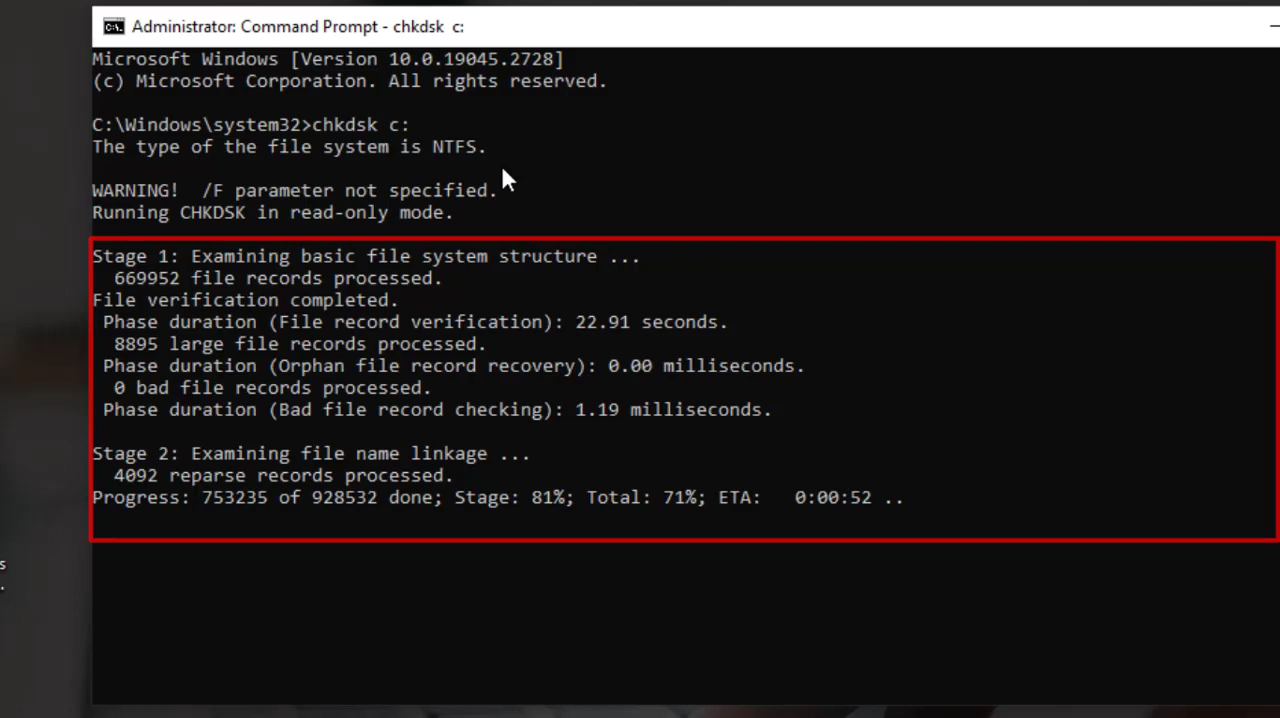 Administrator: Command Prompt - chkdsk  c:
Microsoft Windows [Version 10.0.19045.2728]
(c) Microsoft Corporation. All rights reserved.
C:\Windows\system32>chkdsk c:
The type of the file system is NTFS.
WARNING!  /F parameter not specified.
Running CHKDSK in read-only mode.
Stage 1: Examining basic file system structure ...
  669952 file records processed.
File verification completed.
 Phase duration (File record verification): 22.91 seconds.
  8895 large file records processed.
 Phase duration (Orphan file record recovery): 0.00 milliseconds.
  0 bad file records processed.
 Phase duration (Bad file record checking): 1.19 milliseconds.
Stage 2: Examining file name linkage ...
  4092 reparse records processed.
Progress: 753235 of 928532 done; Stage: 81%; Total: 71%; ETA:   0:00:52 ..